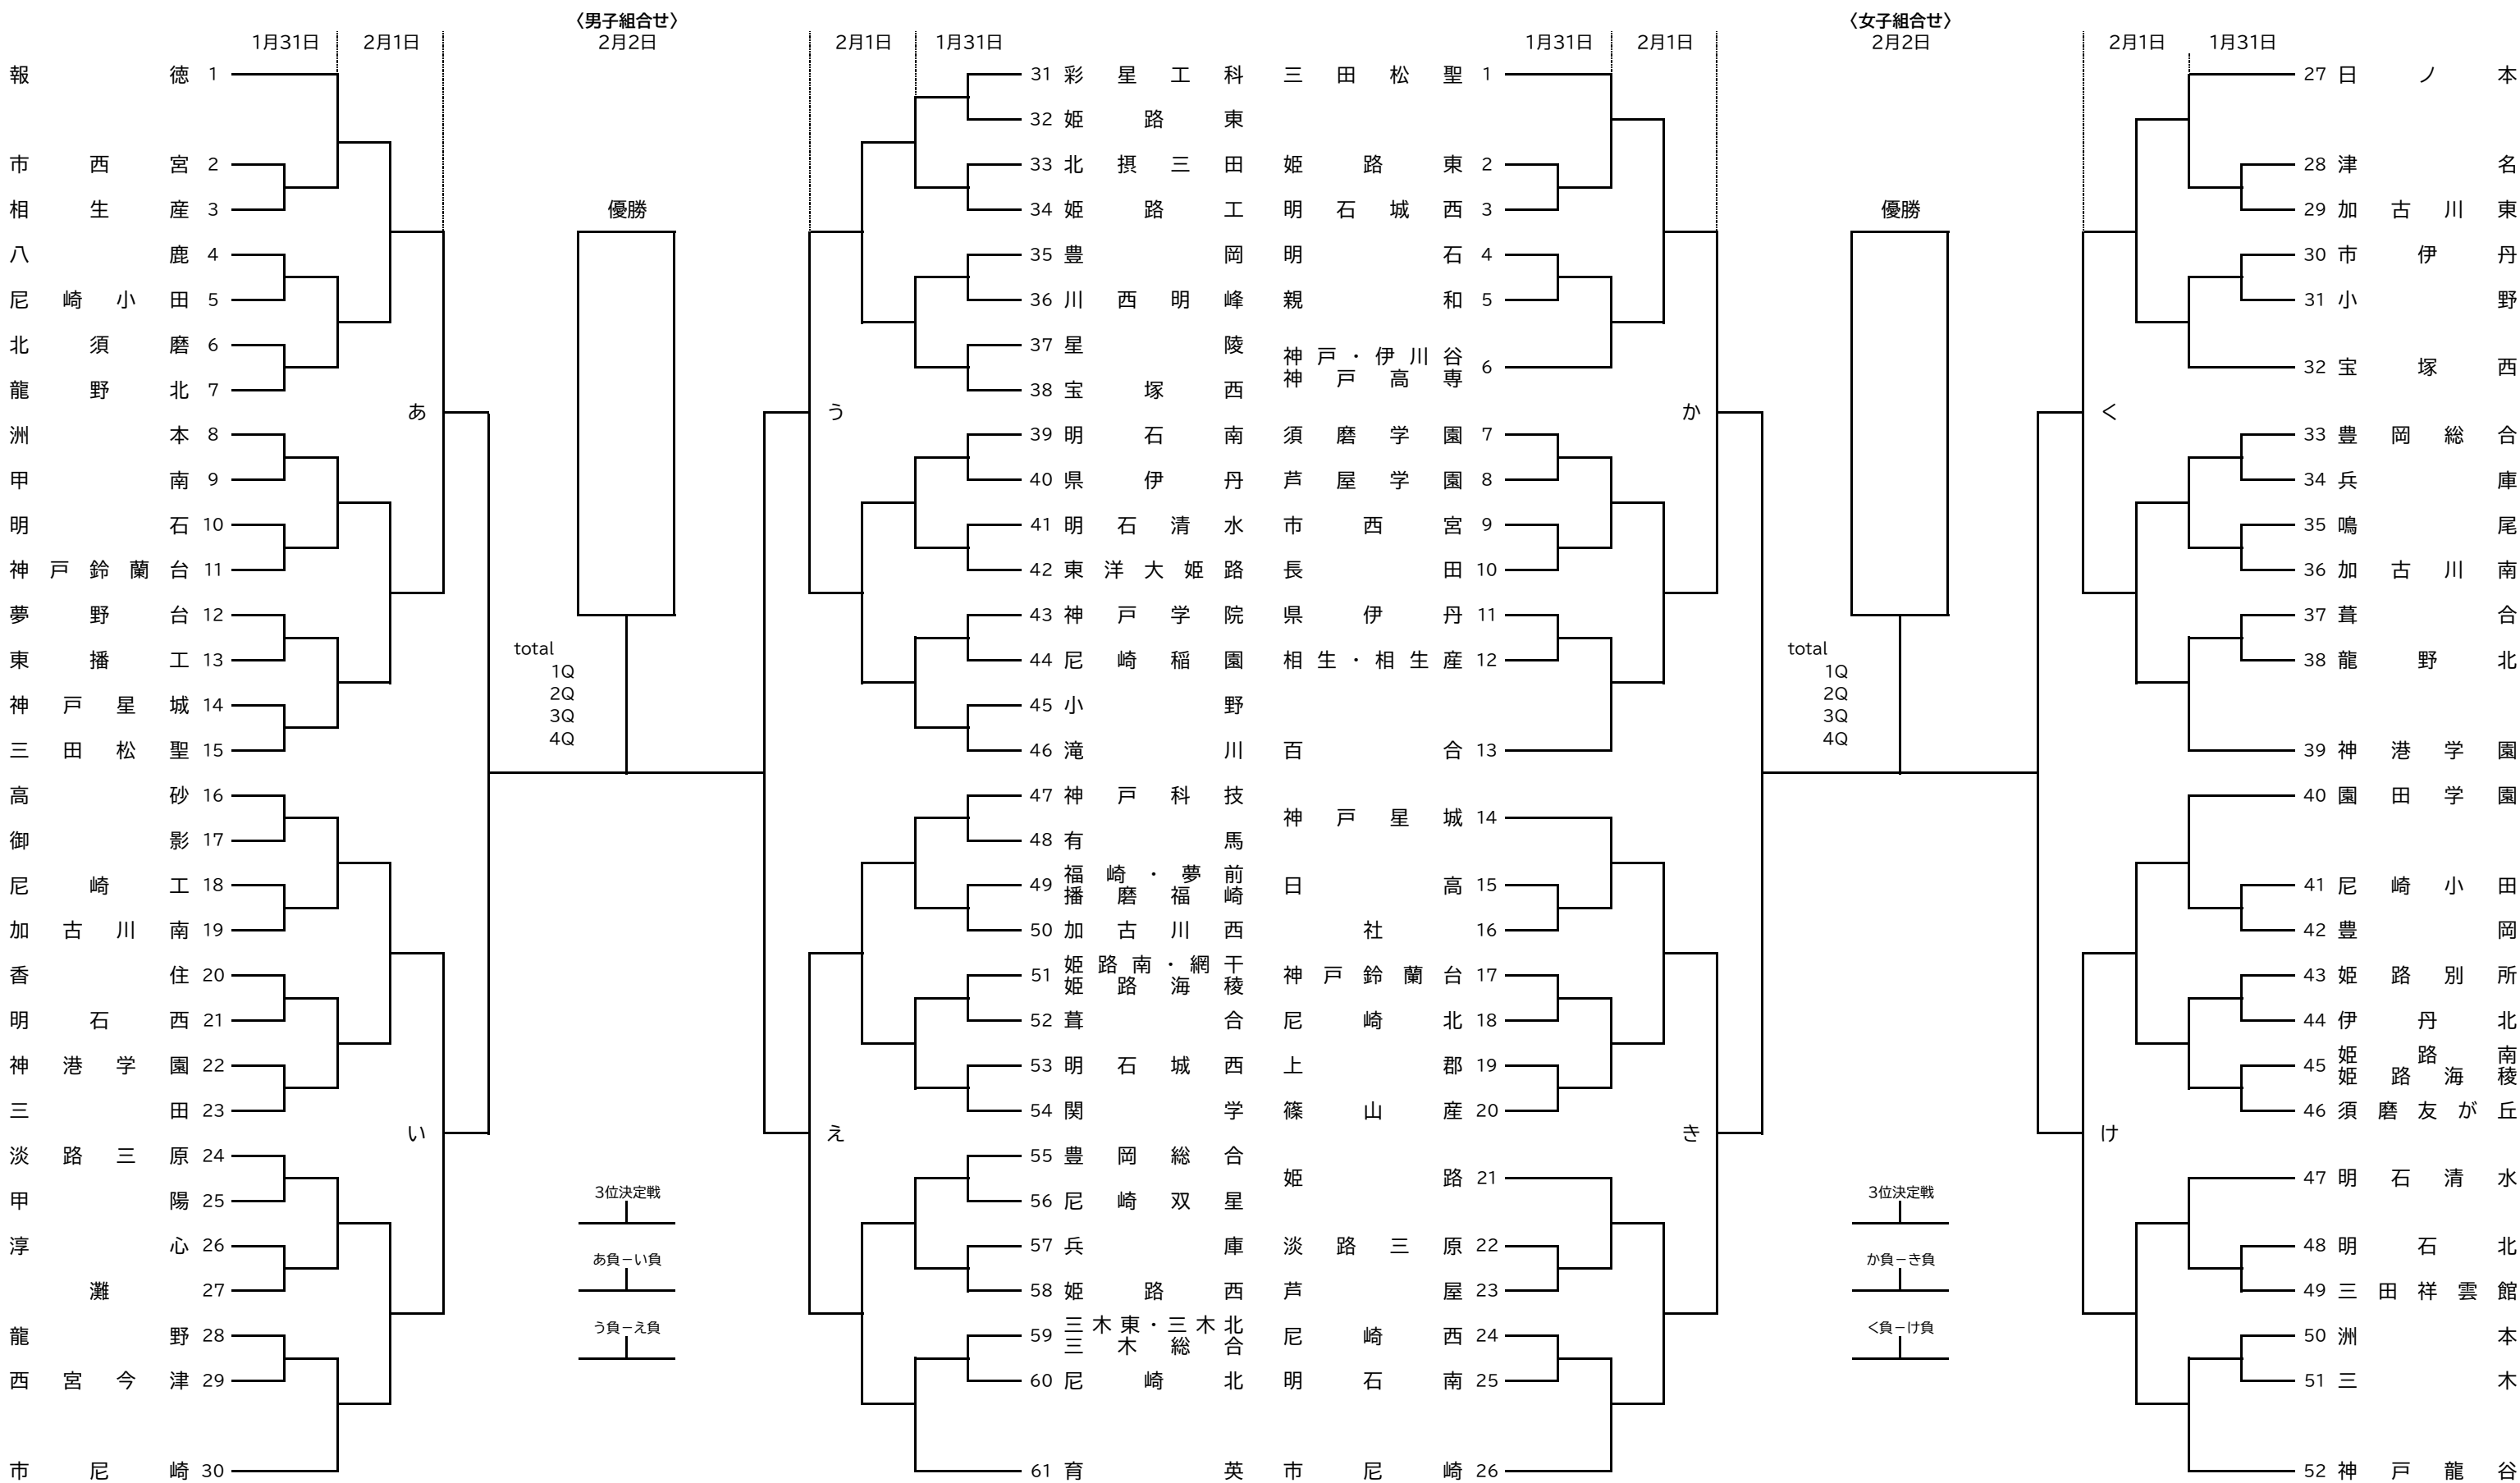 〈男子組合せ〉
1月31日 2月1日 2月2日 2月1日 1月31日
報徳 1
市西宮 2
相生産 3
八鹿 4
尼崎小田 5
北須磨 6
龍野北 7
洲本 8
甲南 9
明石 10
神戸鈴蘭台 11
夢野台 12
東播工 13
神戸星城 14
三田松聖 15
高砂 16
御影 17
尼崎工 18
加古川南 19
香住 20
明石西 21
神港学園 22
三田 23
淡路三原 24
甲陽 25
淳心 26
灘 27
龍野 28
西宮今津 29
市尼崎 30
あ
い
優勝
total
1Q
2Q
3Q
4Q
3位決定戦
あ負－い負
う負－え負
う
え
31 彩星工科
32 姫路東
33 北摂三田
34 姫路工
35 豊岡
36 川西明峰
37 星陵
38 宝塚西
39 明石南
40 県伊丹
41 明石清水
42 東洋大姫路
43 神戸学院
44 尼崎稲園
45 小野
46 滝川
47 神戸科技
48 有馬
49 福崎・夢前
播磨福崎
50 加古川西
51 姫路南・網干
姫路海稜
52 葺合
53 明石城西
54 関学
55 豊岡総合
56 尼崎双星
57 兵庫
58 姫路西
59 三木東・三木北
三木総合
60 尼崎北
61 育英
〈女子組合せ〉
1月31日 2月1日 2月2日 2月1日 1月31日
三田松聖 1
姫路東 2
明石城西 3
明石 4
親和 5
神戸・伊川谷
神戸高専 6
須磨学園 7
芦屋学園 8
市西宮 9
長田 10
県伊丹 11
相生・相生産 12
百合 13
神戸星城 14
日高 15
社 16
神戸鈴蘭台 17
尼崎北 18
上郡 19
篠山産 20
姫路 21
淡路三原 22
芦屋 23
尼崎西 24
明石南 25
市尼崎 26
か
き
優勝
total
1Q
2Q
3Q
4Q
3位決定戦
か負－き負
く負－け負
く
け
27 日ノ本
28 津名
29 加古川東
30 市伊丹
31 小野
32 宝塚西
33 豊岡総合
34 兵庫
35 鳴尾
36 加古川南
37 葺合
38 龍野北
39 神港学園
40 園田学園
41 尼崎小田
42 豊岡
43 姫路別所
44 伊丹北
45 姫路南
姫路海稜
46 須磨友が丘
47 明石清水
48 明石北
49 三田祥雲館
50 洲本
51 三木
52 神戸龍谷